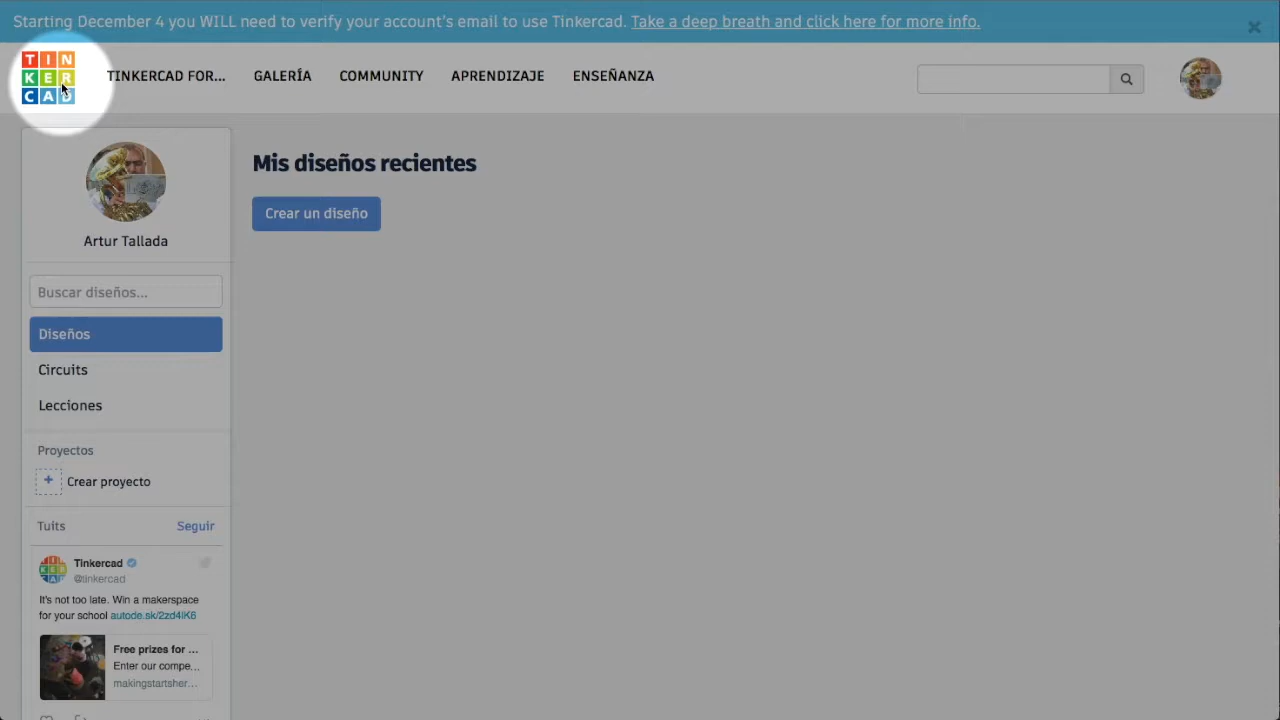 Starting December 4 you WILL need to verify your account's email to use Tinkercad. Take a deep breath and click here for more info.
TIN
KER
CAD
TINKERCAD FOR... GALERÍA COMMUNITY APRENDIZAJE ENSEÑANZA
Artur Tallada
Buscar diseños...
Diseños
Circuits
Lecciones
Proyectos
+ Crear proyecto
Tuits Seguir
Tinkercad
@tinkercad
It's not too late. Win a makerspace
for your school autode.sk/2zd4lK6
Free prizes for ...
Enter our compe...
makingstartsher...
Mis diseños recientes
Crear un diseño